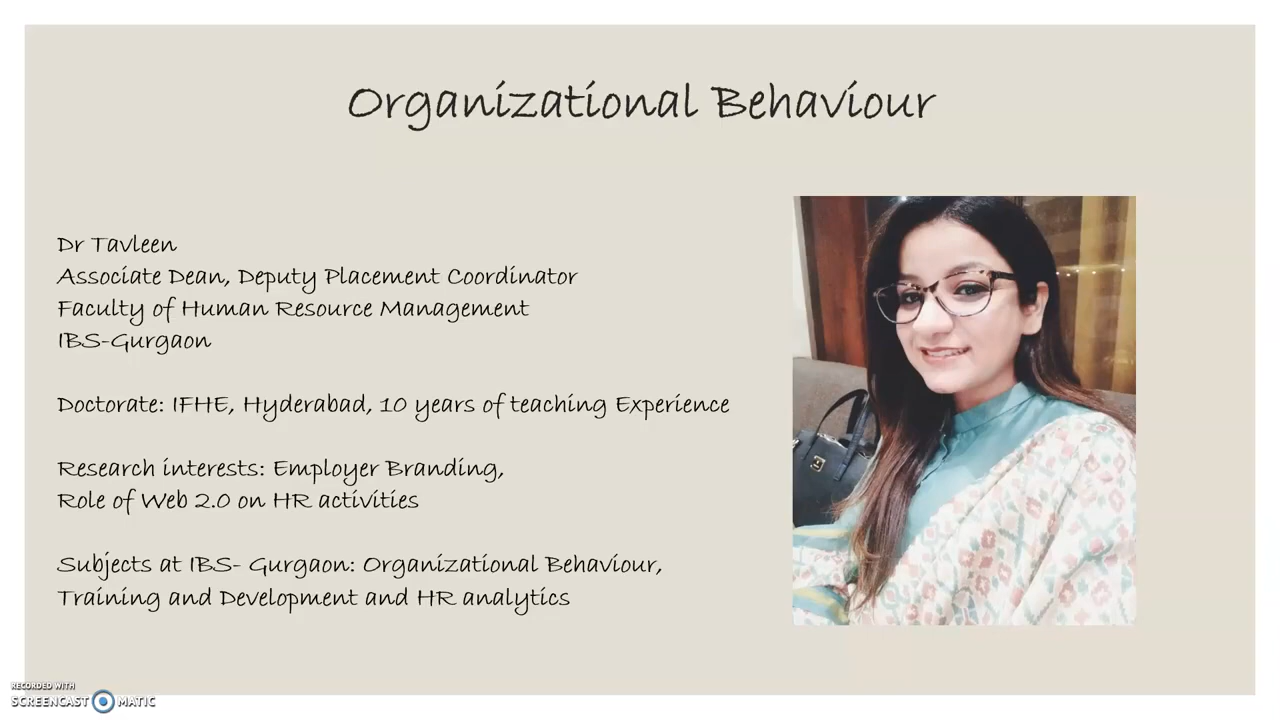 Organizational Behaviour
Dr Tavleen
Associate Dean, Deputy Placement Coordinator
Faculty of Human Resource Management
IBS-Gurgaon
Doctorate: IFHE, Hyderabad, 10 years of teaching Experience
Research interests: Employer Branding,
Role of Web 2.0 on HR activities
Subjects at IBS- Gurgaon: Organizational Behaviour,
Training and Development and HR analytics
RECORDED WITH
SCREENCAST MATIC